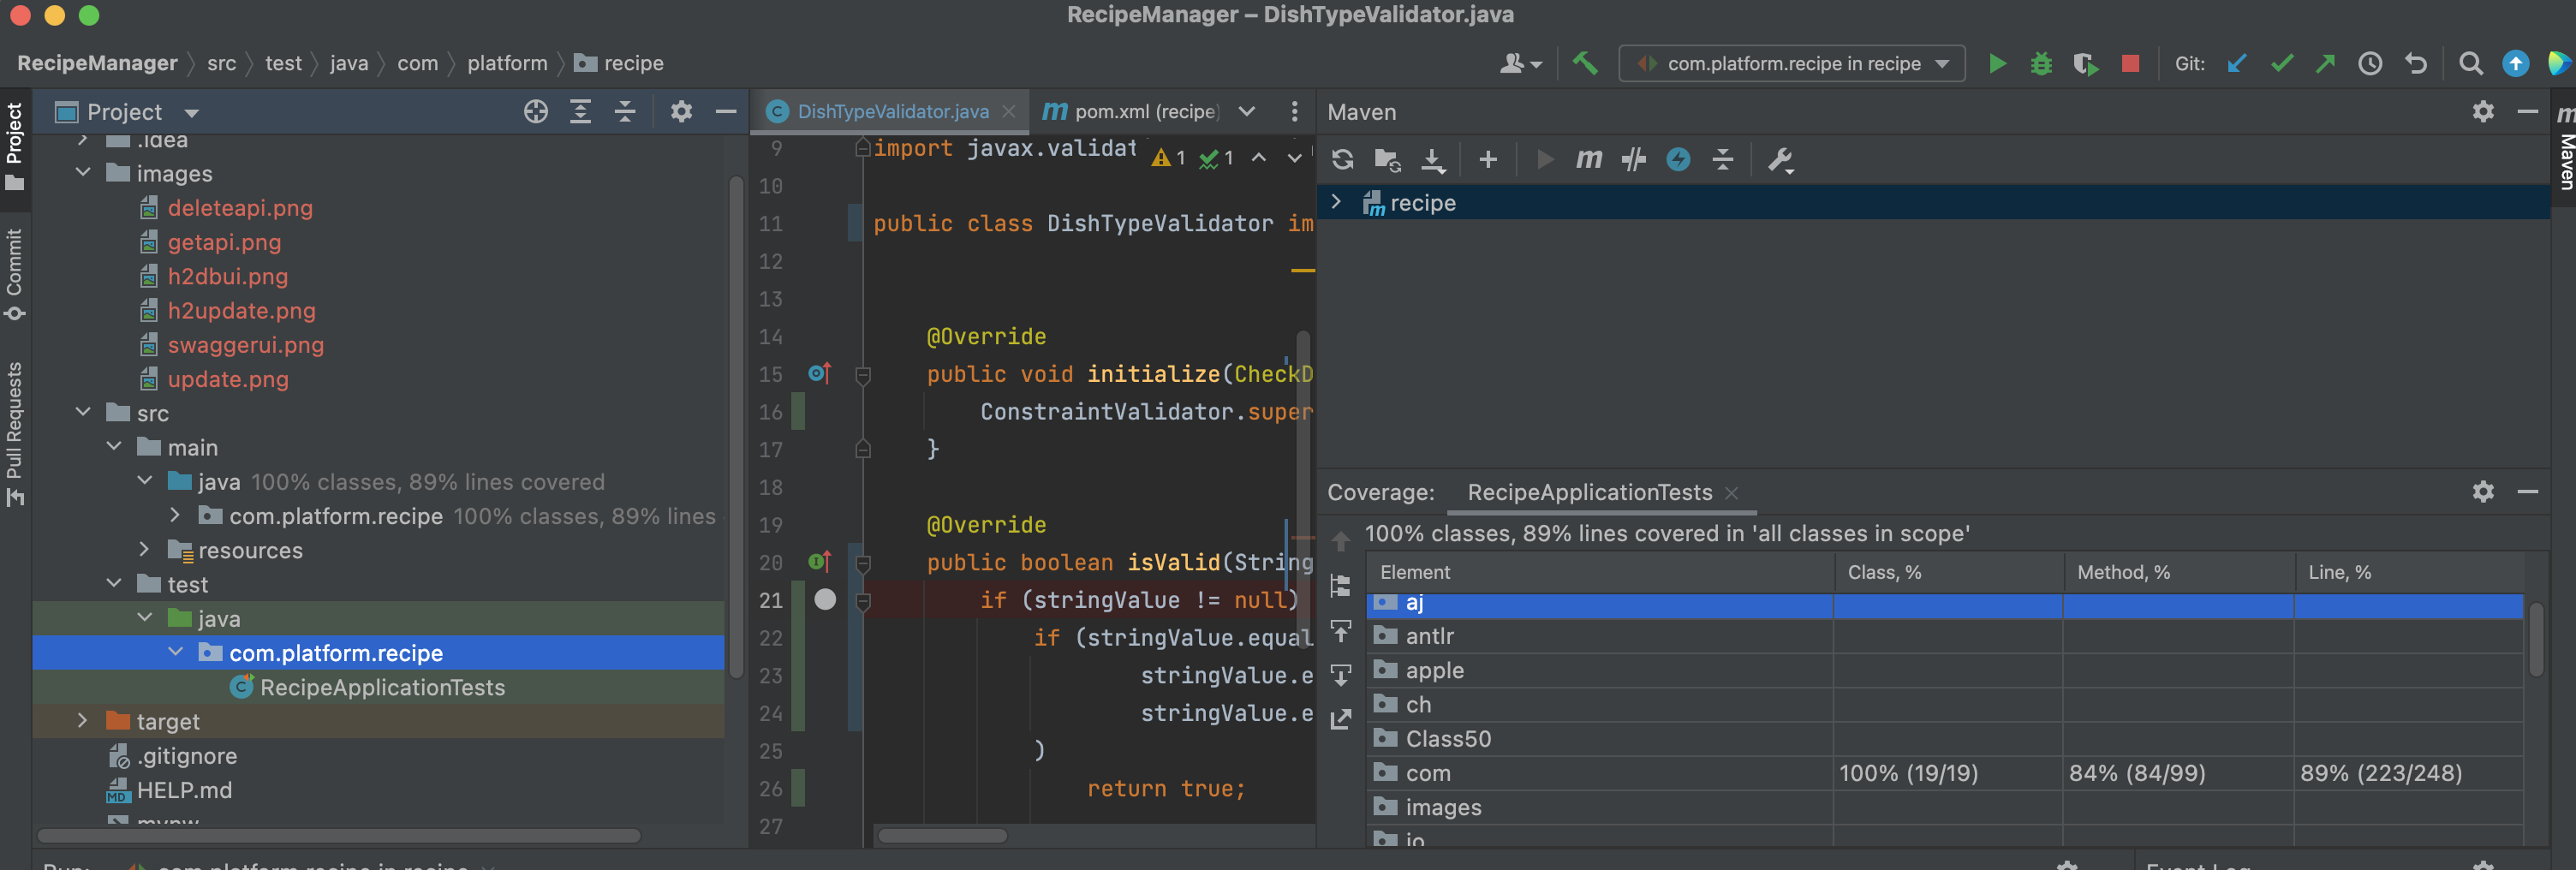 RecipeManager – DishTypeValidator.java
RecipeManager src test java com platform recipe
com.platform.recipe in recipe
Git:
Project
DishTypeValidator.java
pom.xml (recipe)
Maven
Project
Commit
Pull Requests
.idea
images
deleteapi.png
getapi.png
h2dbui.png
h2update.png
swaggerui.png
update.png
src
main
java 100% classes, 89% lines covered
com.platform.recipe 100% classes, 89% lines
resources
test
java
com.platform.recipe
RecipeApplicationTests
target
.gitignore
HELP.md
mvnw
9 import javax.validat
1 1
10
11 public class DishTypeValidator im
12
13
14 @Override
15 public void initialize(CheckD
16 ConstraintValidator.super
17 }
18
19 @Override
20 public boolean isValid(String
21 if (stringValue != null)
22 if (stringValue.equal
23 stringValue.e
24 stringValue.e
25 )
26 return true;
27
recipe
Maven
Coverage: RecipeApplicationTests
100% classes, 89% lines covered in 'all classes in scope'
Element Class, % Method, % Line, %
aj
antlr
apple
ch
Class50
com 100% (19/19) 84% (84/99) 89% (223/248)
images
io
Run: com.platform.recipe in recipe
Event Log